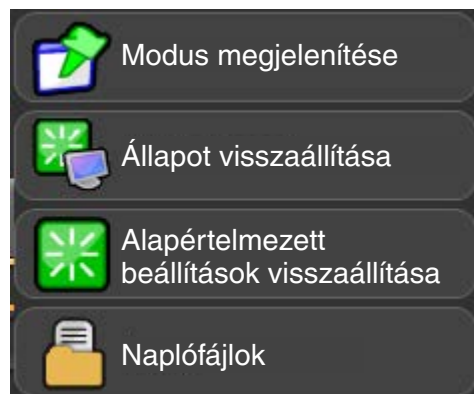 Modus megjelenítése
Állapot visszaállítása
Alapértelmezett
beállítások visszaállítása
Naplófájlok